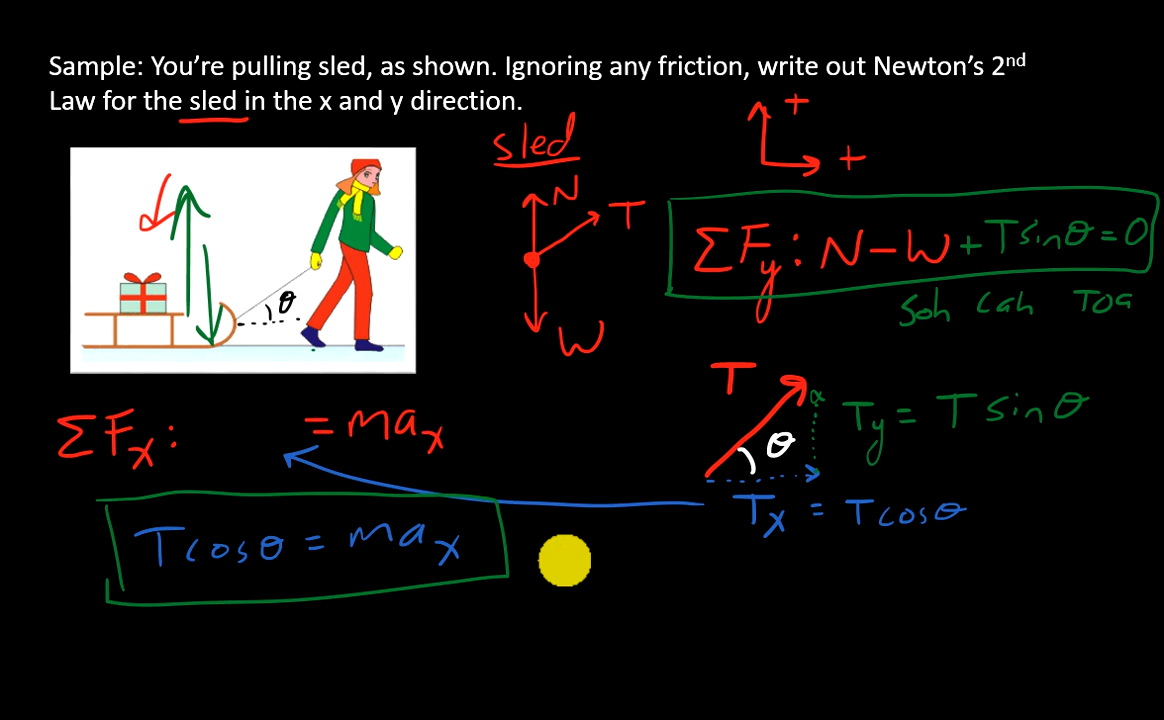 Sample: You’re pulling sled, as shown. Ignoring any friction, write out Newton’s 2nd
Law for the sled in the x and y direction.
+
sled
+
N
T
ΣFy: N-W+Tsinθ=0
θ
Soh Cah Toa
W
T
θ
Ty = T sinθ
ΣFx: = max
Tx = Tcosθ
Tcosθ = max